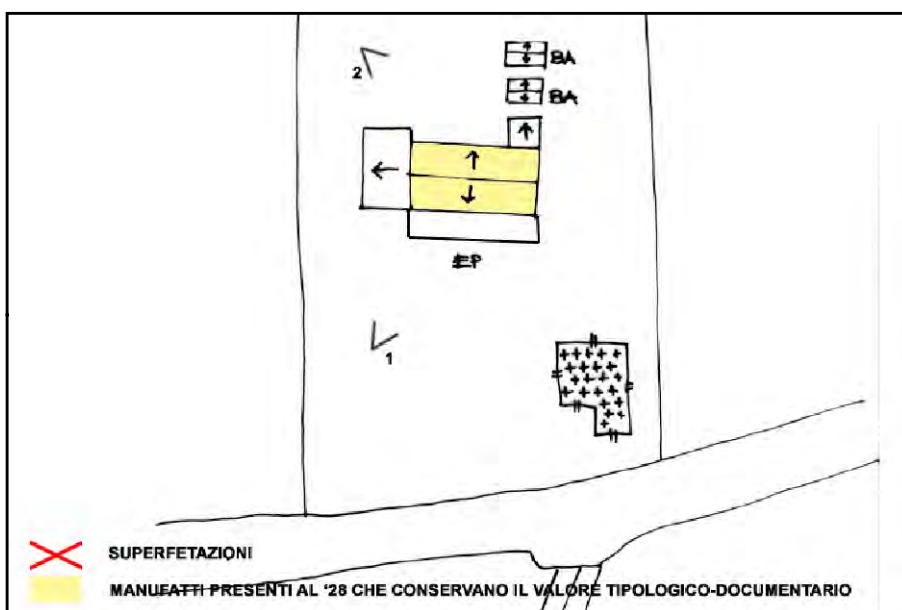 2
BA
BA
EP
1
SUPERFETAZIONI
MANUFATTI PRESENTI AL '28 CHE CONSERVANO IL VALORE TIPOLOGICO-DOCUMENTARIO